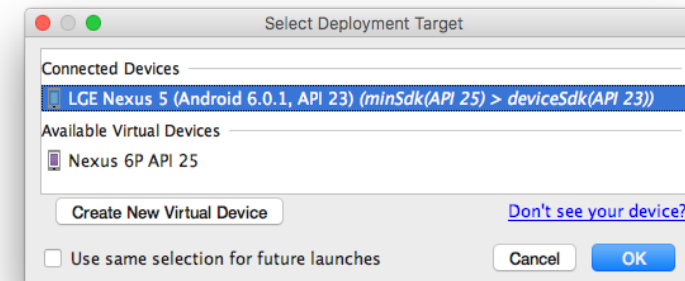 Select Deployment Target
Connected Devices
LGE Nexus 5 (Android 6.0.1, API 23) (minSdk(API 25) > deviceSdk(API 23))
Available Virtual Devices
Nexus 6P API 25
Create New Virtual Device
Don't see your device?
Use same selection for future launches
Cancel
OK